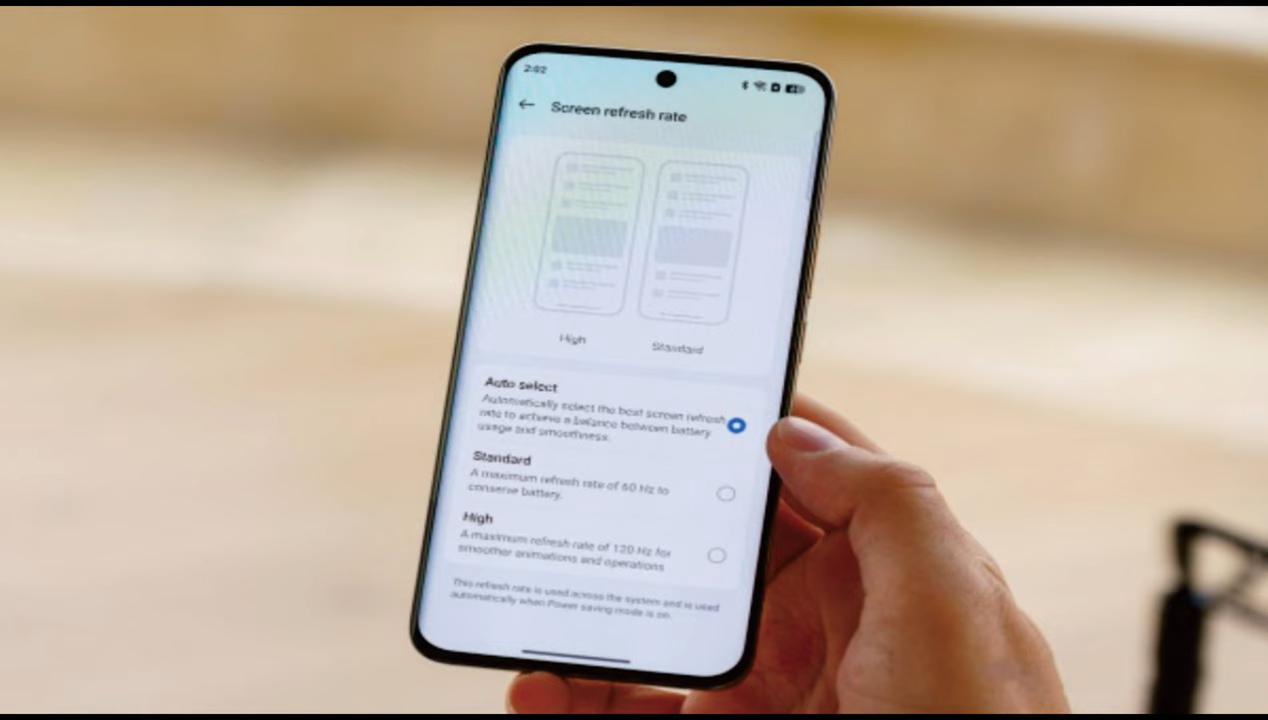 2:02
Screen refresh rate
High
Standard
Auto select
Automatically select the best screen refresh
rate to achieve a balance between battery
usage and smoothness.
Standard
A maximum refresh rate of 60 Hz to
conserve battery.
High
A maximum refresh rate of 120 Hz for
smoother animations and operations
This refresh rate is used across the system and is used
automatically when Power saving mode is on.